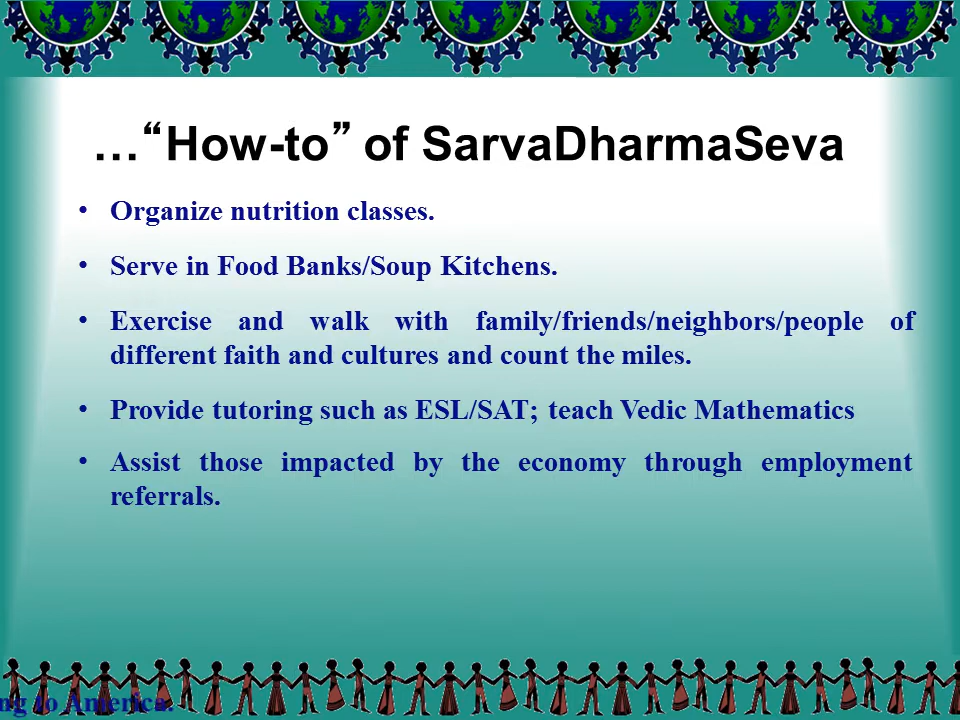 …“How-to” of SarvaDharmaSeva
• Organize nutrition classes.
• Serve in Food Banks/Soup Kitchens.
• Exercise and walk with family/friends/neighbors/people of
different faith and cultures and count the miles.
• Provide tutoring such as ESL/SAT; teach Vedic Mathematics
• Assist those impacted by the economy through employment
referrals.
ng to America.